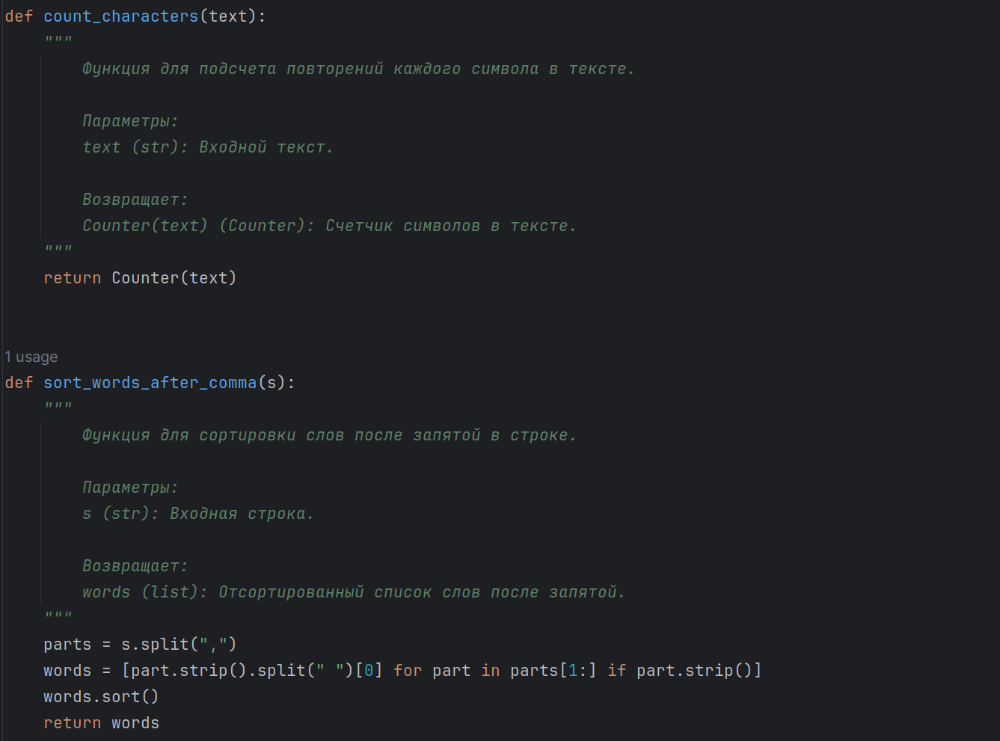 def count_characters(text):
"""
Функция для подсчета повторений каждого символа в тексте.
Параметры:
text (str): Входной текст.
Возвращает:
Counter(text) (Counter): Счетчик символов в тексте.
"""
return Counter(text)
1 usage
def sort_words_after_comma(s):
"""
Функция для сортировки слов после запятой в строке.
Параметры:
s (str): Входная строка.
Возвращает:
words (list): Отсортированный список слов после запятой.
"""
parts = s.split(",")
words = [part.strip().split(" ")[0] for part in parts[1:] if part.strip()]
words.sort()
return words